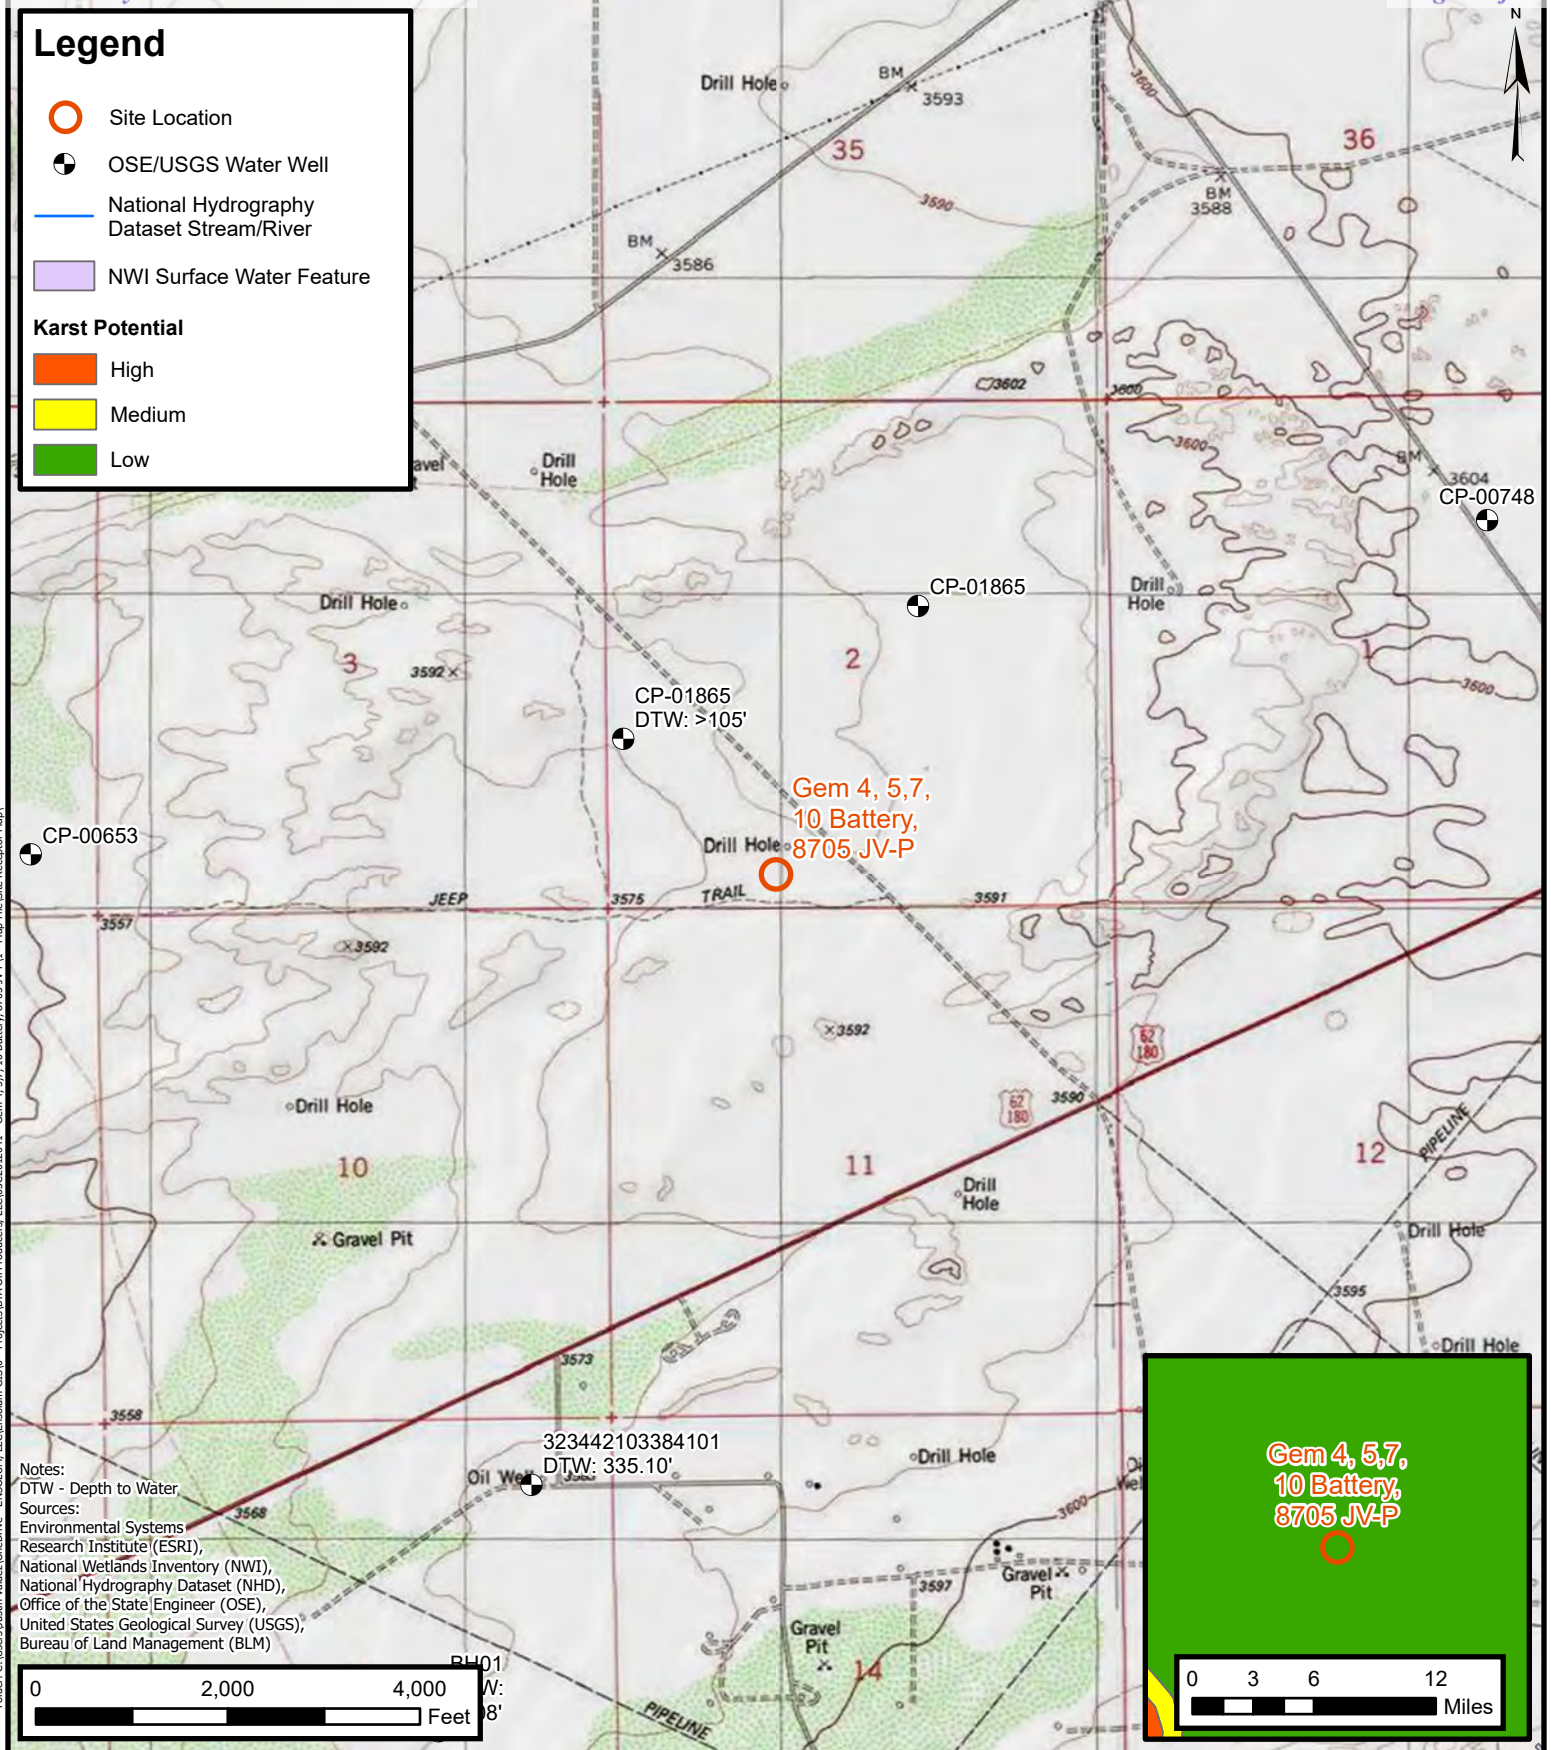 Legend
Site Location
OSE/USGS Water Well
National Hydrography
Dataset Stream/River
NWI Surface Water Feature
Karst Potential
High
Medium
Low
N
Drill Hole
BM
3593
35
3600
36
3590
BM
3588
BM
3586
3602
3600
avel
Drill
Hole
3600
BM
3604
CP-00748
CP-01865
Drill
Hole
Drill Hole
3
3592
2
1
3600
CP-01865
DTW: >105'
Gem 4, 5,7,
10 Battery,
8705 JV-P
Drill Hole
CP-00653
JEEP
3575
TRAIL
3591
3557
3592
3592
62
180
62
180
3590
Drill Hole
PIPELINE
10
11
12
Drill
Hole
Gravel Pit
Drill Hole
3595
3573
Drill Hole
3558
323442103384101
DTW: 335.10'
Oil Well
Drill Hole
3568
3600
3597
Gravel
Pit
Gravel
Pit
14
PIPELINE
Notes:
DTW - Depth to Water
Sources:
Environmental Systems
Research Institute (ESRI),
National Wetlands Inventory (NWI),
National Hydrography Dataset (NHD),
Office of the State Engineer (OSE),
United States Geological Survey (USGS),
Bureau of Land Management (BLM)
BH01
W:
08'
0 2,000 4,000
Feet
Gem 4, 5,7,
10 Battery,
8705 JV-P
0 3 6 12
Miles